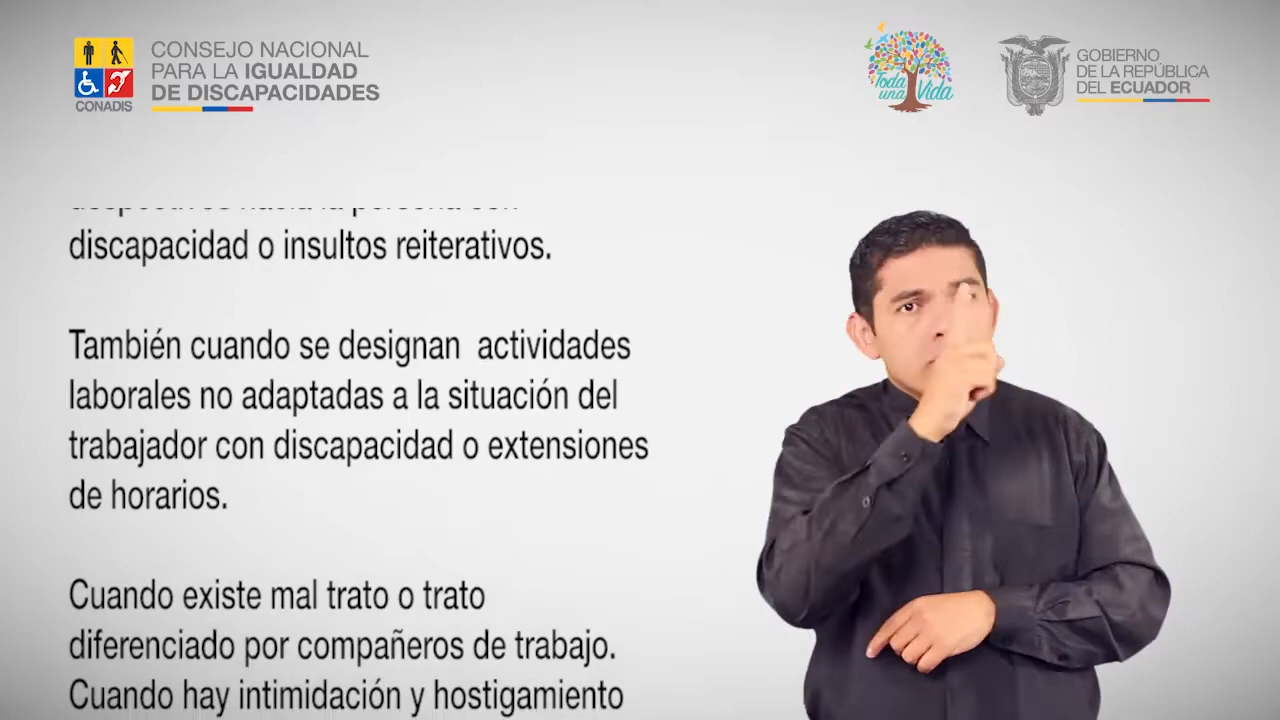 CONSEJO NACIONAL
PARA LA IGUALDAD
DE DISCAPACIDADES
CONADIS
Toda
una Vida
GOBIERNO
DE LA REPÚBLICA
DEL ECUADOR
discapacidad o insultos reiterativos.
También cuando se designan actividades
laborales no adaptadas a la situación del
trabajador con discapacidad o extensiones
de horarios.
Cuando existe mal trato o trato
diferenciado por compañeros de trabajo.
Cuando hay intimidación y hostigamiento